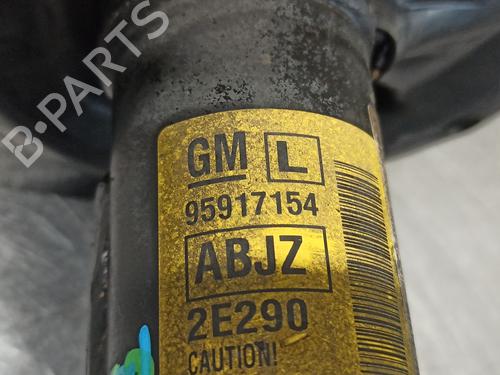 B-PARTS
GM L
95917154
ABJZ
2E290
CAUTION!